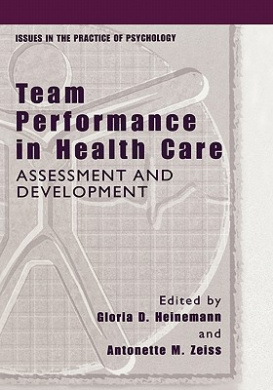 ISSUES IN THE PRACTICE OF PSYCHOLOGY
Team
Performance
in Health Care
ASSESSMENT AND
DEVELOPMENT
Edited by
Gloria D. Heinemann
and
Antonette M. Zeiss